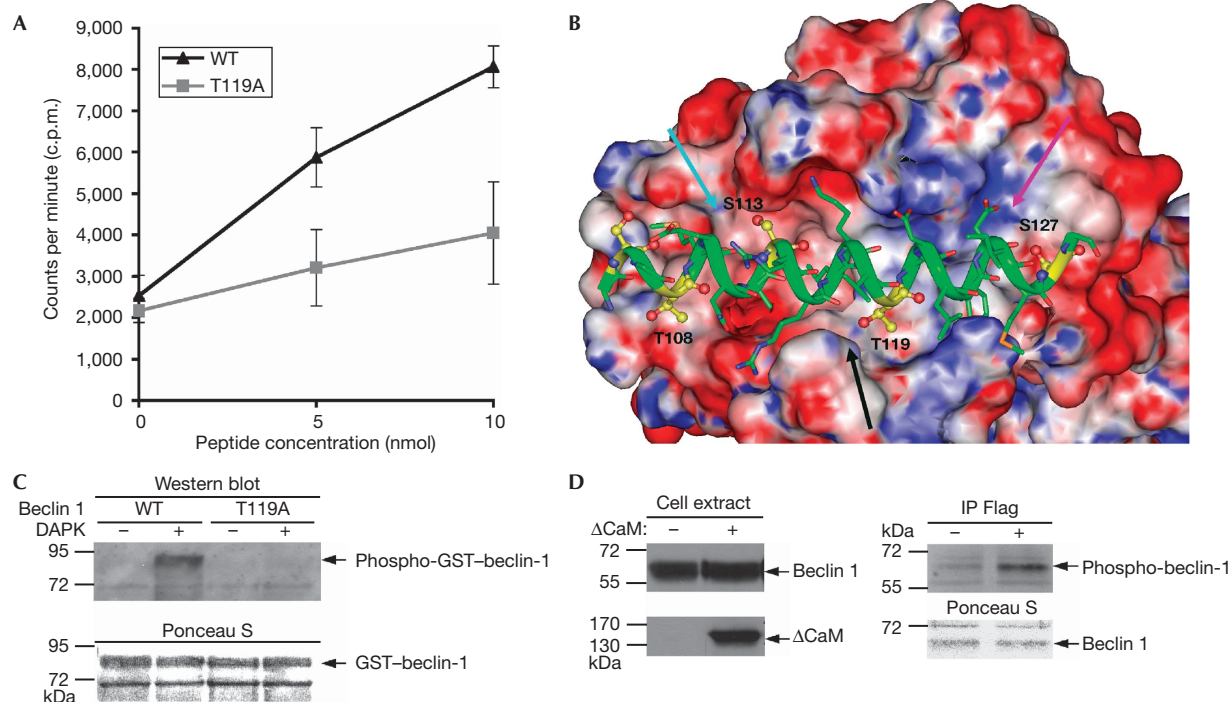 A
9,000
8,000
7,000
6,000
5,000
4,000
3,000
2,000
1,000
0
Counts per minute (c.p.m.)
WT
T119A
0 5 10
Peptide concentration (nmol)
B
S113
S127
T108
T119
C
Western blot
Beclin 1 WT T119A
DAPK – + – +
95
72
Phospho-GST–beclin-1
Ponceau S
95
72
kDa
GST–beclin-1
D
Cell extract
ΔCaM: – +
72
55
Beclin 1
170
130
kDa
ΔCaM
IP Flag
kDa – +
72
55
Phospho-beclin-1
Ponceau S
72
Beclin 1